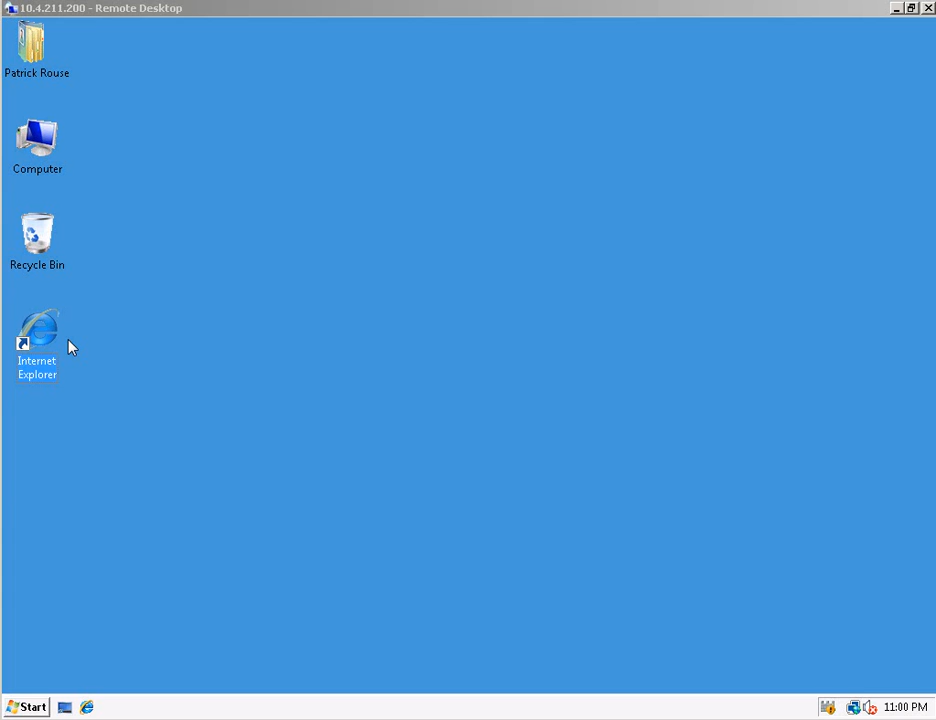 10.4.211.200 - Remote Desktop
Patrick Rouse
Computer
Recycle Bin
Internet
Explorer
Start
11:00 PM